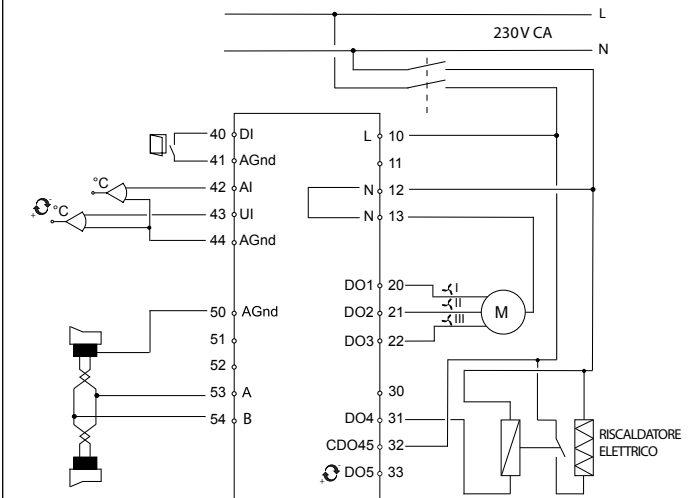 L
230V CA
N
40 DI
41 AGnd
42 AI
43 UI
44 AGnd
50 AGnd
51
52
53 A
54 B
°C
°C
+ -
L 10
11
N 12
N 13
DO1 20
DO2 21
DO3 22
30
DO4 31
CDO45 32
+ - DO5 33
I
II
III
M
RISCALDATORE
ELETTRICO